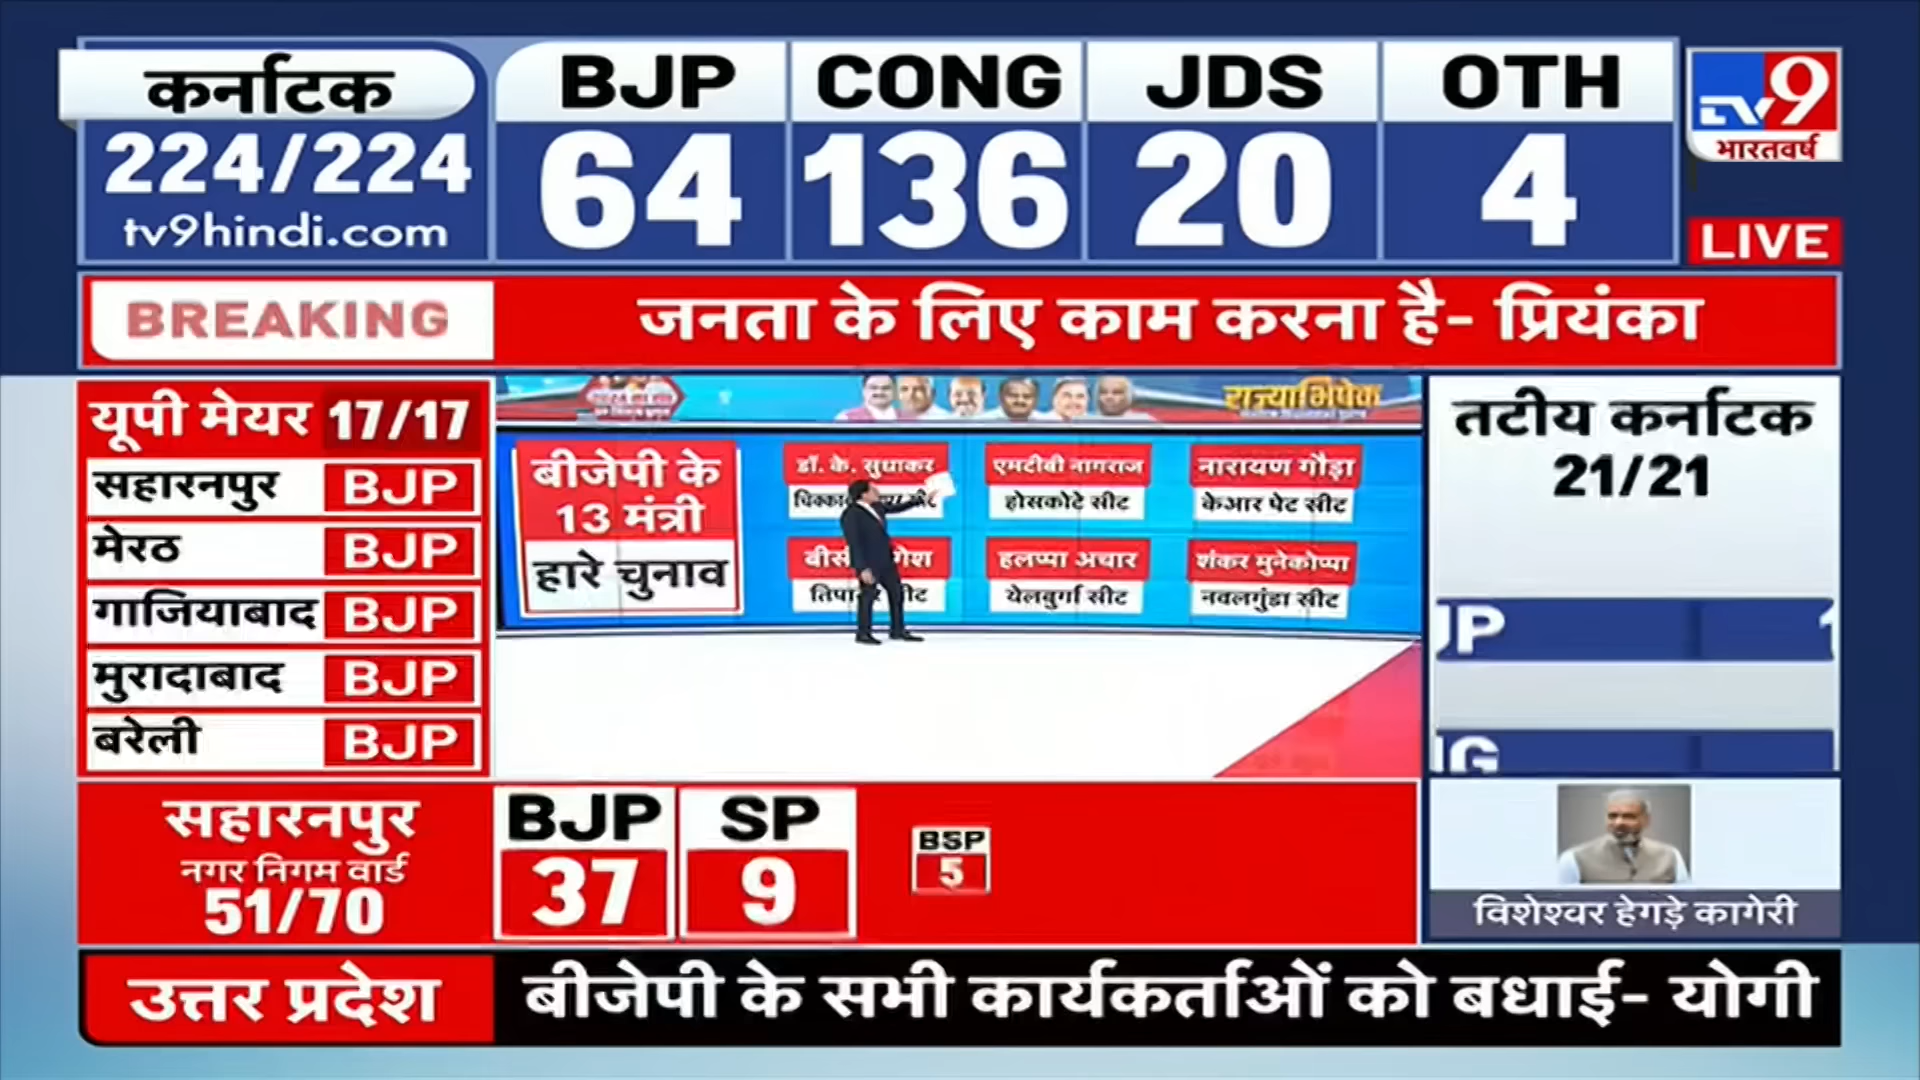 कर्नाटक
224/224
tv9hindi.com
BJP
64
CONG
136
JDS
20
OTH
4
TV9
भारतवर्ष
LIVE
BREAKING
जनता के लिए काम करना है- प्रियंका
यूपी मेयर 17/17
सहारनपुर BJP
मेरठ BJP
गाजियाबाद BJP
मुरादाबाद BJP
बरेली BJP
राज्याभिषेक
बीजेपी के
13 मंत्री
हारे चुनाव
डॉ. के. सुधाकर
एमटीबी नागराज
होसकोटे सीट
नारायण गौड़ा
केआर पेट सीट
हलप्पा अचार
येलबुर्गा सीट
शंकर मुनेकोप्पा
नवलगुंडा सीट
तटीय कर्नाटक
21/21
JP 1
NG
सहारनपुर
नगर निगम वार्ड
51/70
BJP
37
SP
9
BSP
5
विशेश्वर हेगड़े कागेरी
उत्तर प्रदेश
बीजेपी के सभी कार्यकर्ताओं को बधाई- योगी